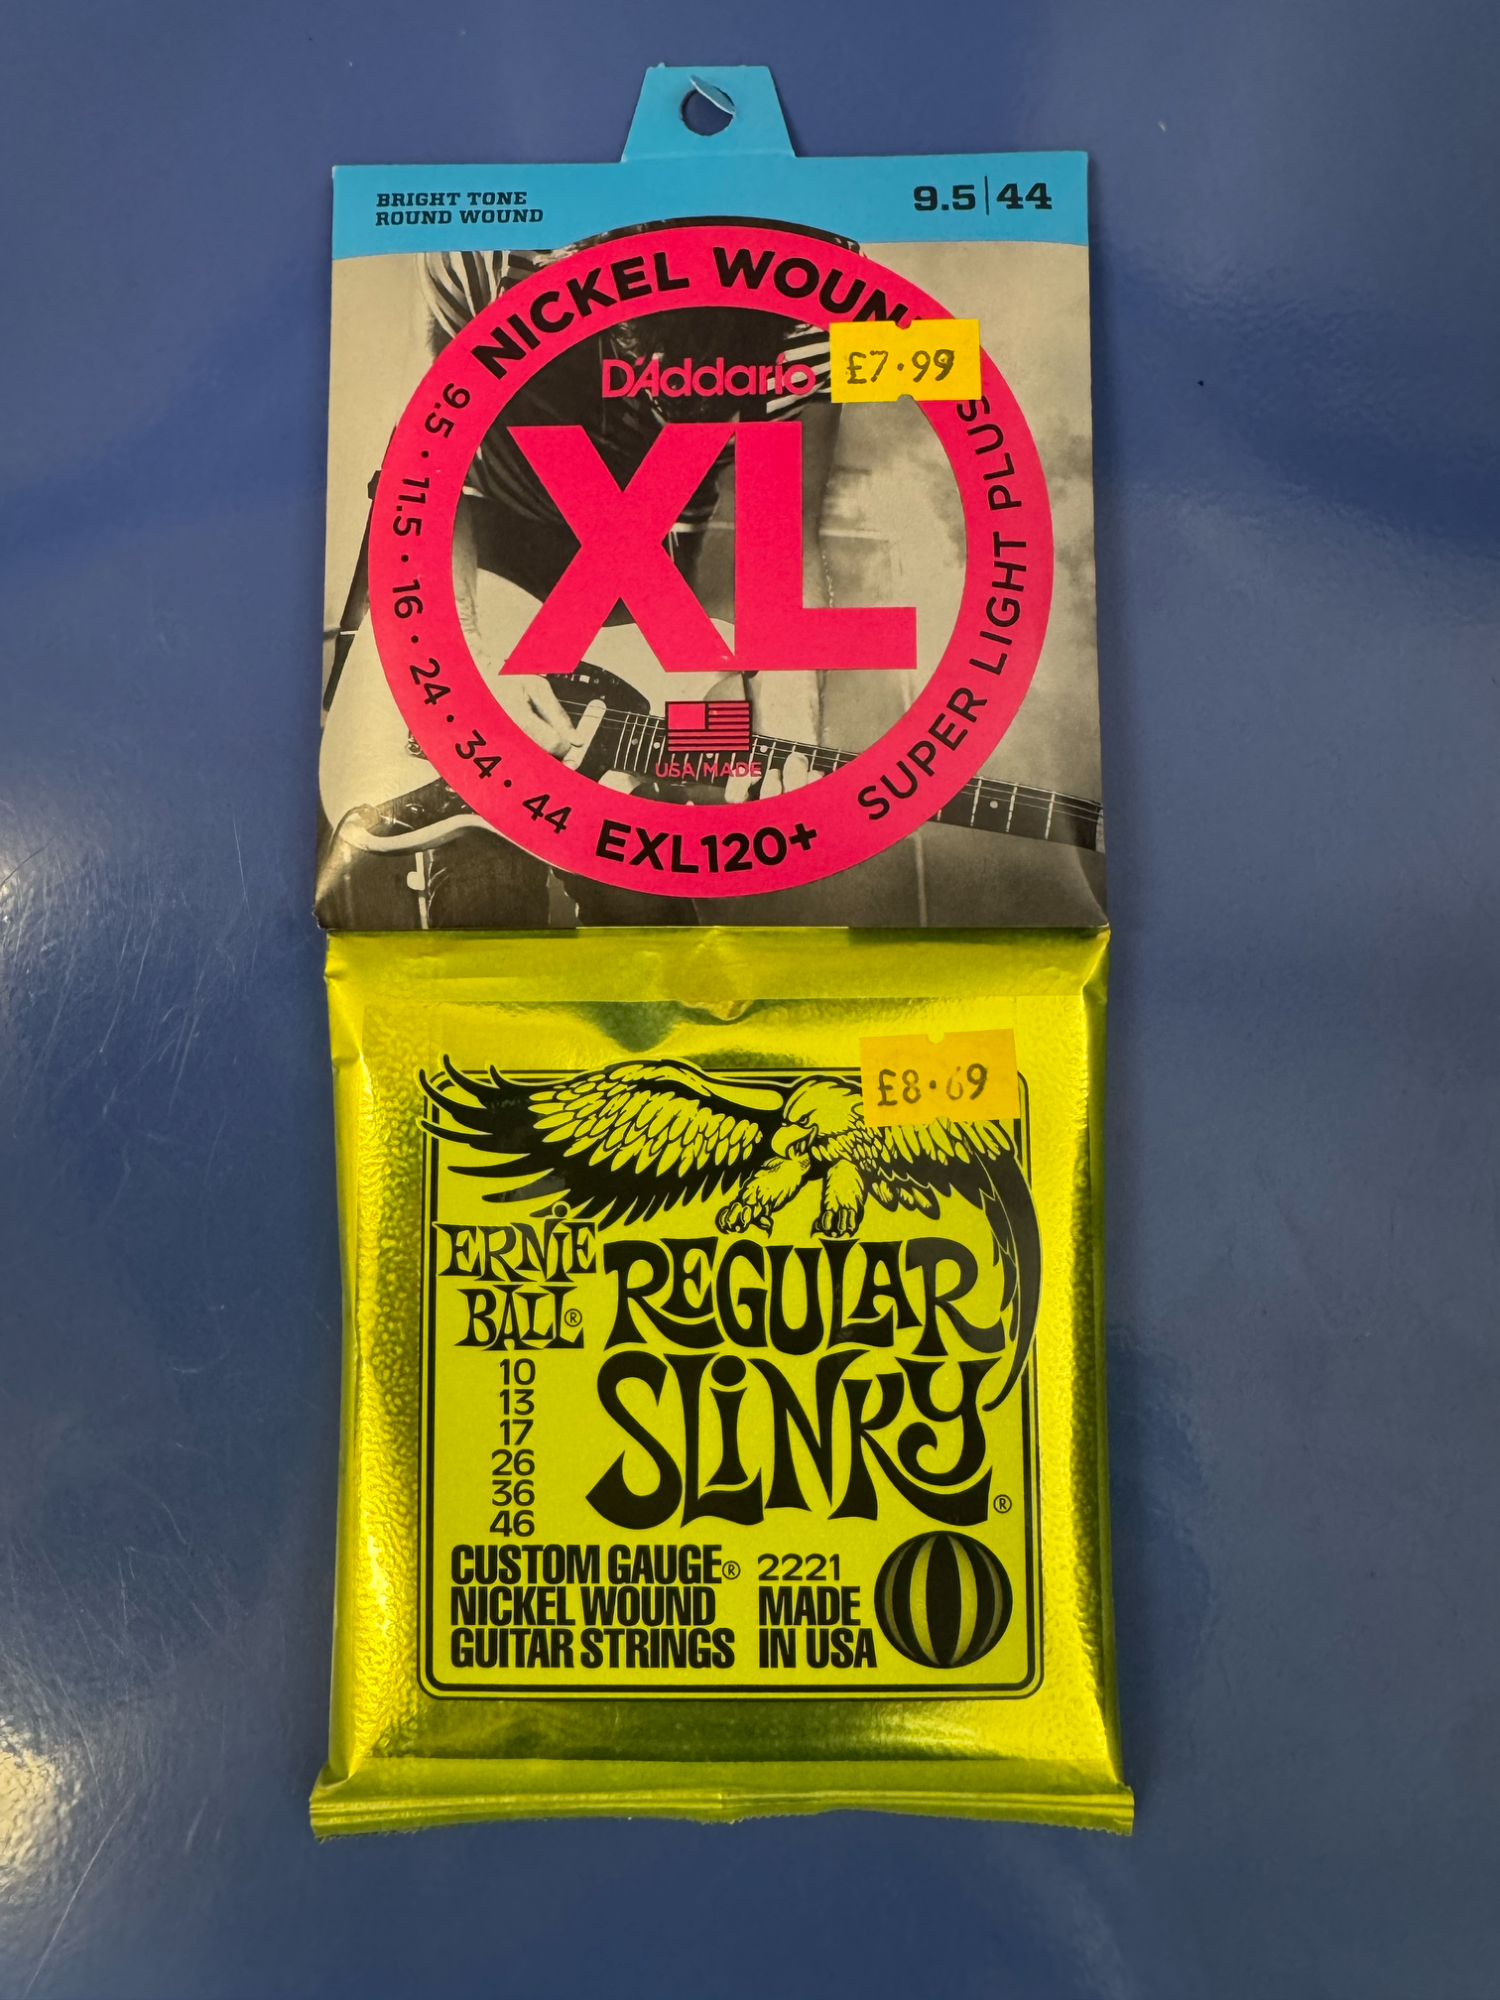 BRIGHT TONE
ROUND WOUND
9.5|44
NICKEL
D'Addario
£7.99
XL
USA MADE
9.5 • 11.5 • 16 • 24 • 34 • 44
EXL120+
SUPER LIGHT PLUS
£8.69
ERNIE
BALL®
REGULAR
SLINKY®
10
13
17
26
36
46
CUSTOM GAUGE®
NICKEL WOUND
GUITAR STRINGS
2221
MADE
IN USA